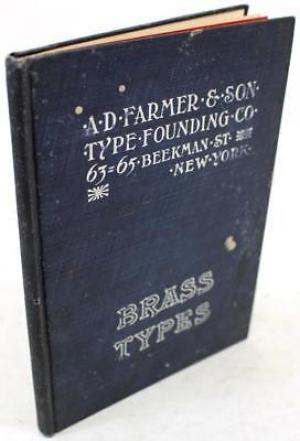 ·A·D·FARMER·&·SON·
TYPE·FOUNDING·CO·
63=65·BEEKMAN·ST·
·NEW·YORK·
BRASS
TYPES